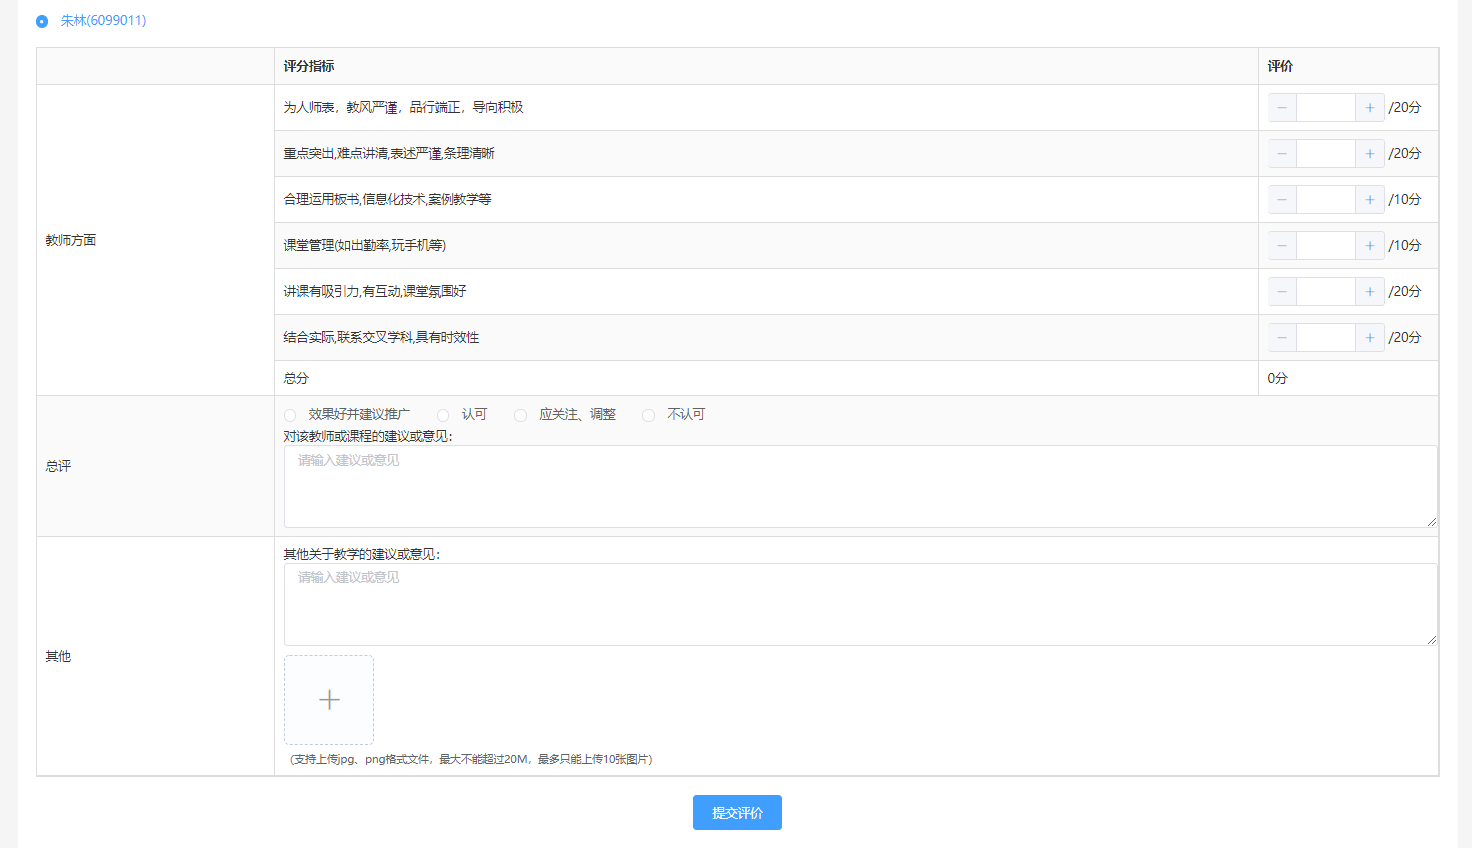 朱林(6099011)
评分指标 评价
为人师表，教风严谨，品行端正，导向积极 /20分
重点突出,难点讲清,表述严谨,条理清晰 /20分
合理运用板书,信息化技术,案例教学等 /10分
教师方面
课堂管理(如出勤率,玩手机等) /10分
讲课有吸引力,有互动,课堂氛围好 /20分
结合实际,联系交叉学科,具有时效性 /20分
总分 0分
效果好并建议推广 认可 应关注、调整 不认可
对该教师或课程的建议或意见：
总评
请输入建议或意见
其他关于教学的建议或意见：
请输入建议或意见
其他
(支持上传jpg、png格式文件，最大不能超过20M，最多只能上传10张图片)
提交评价